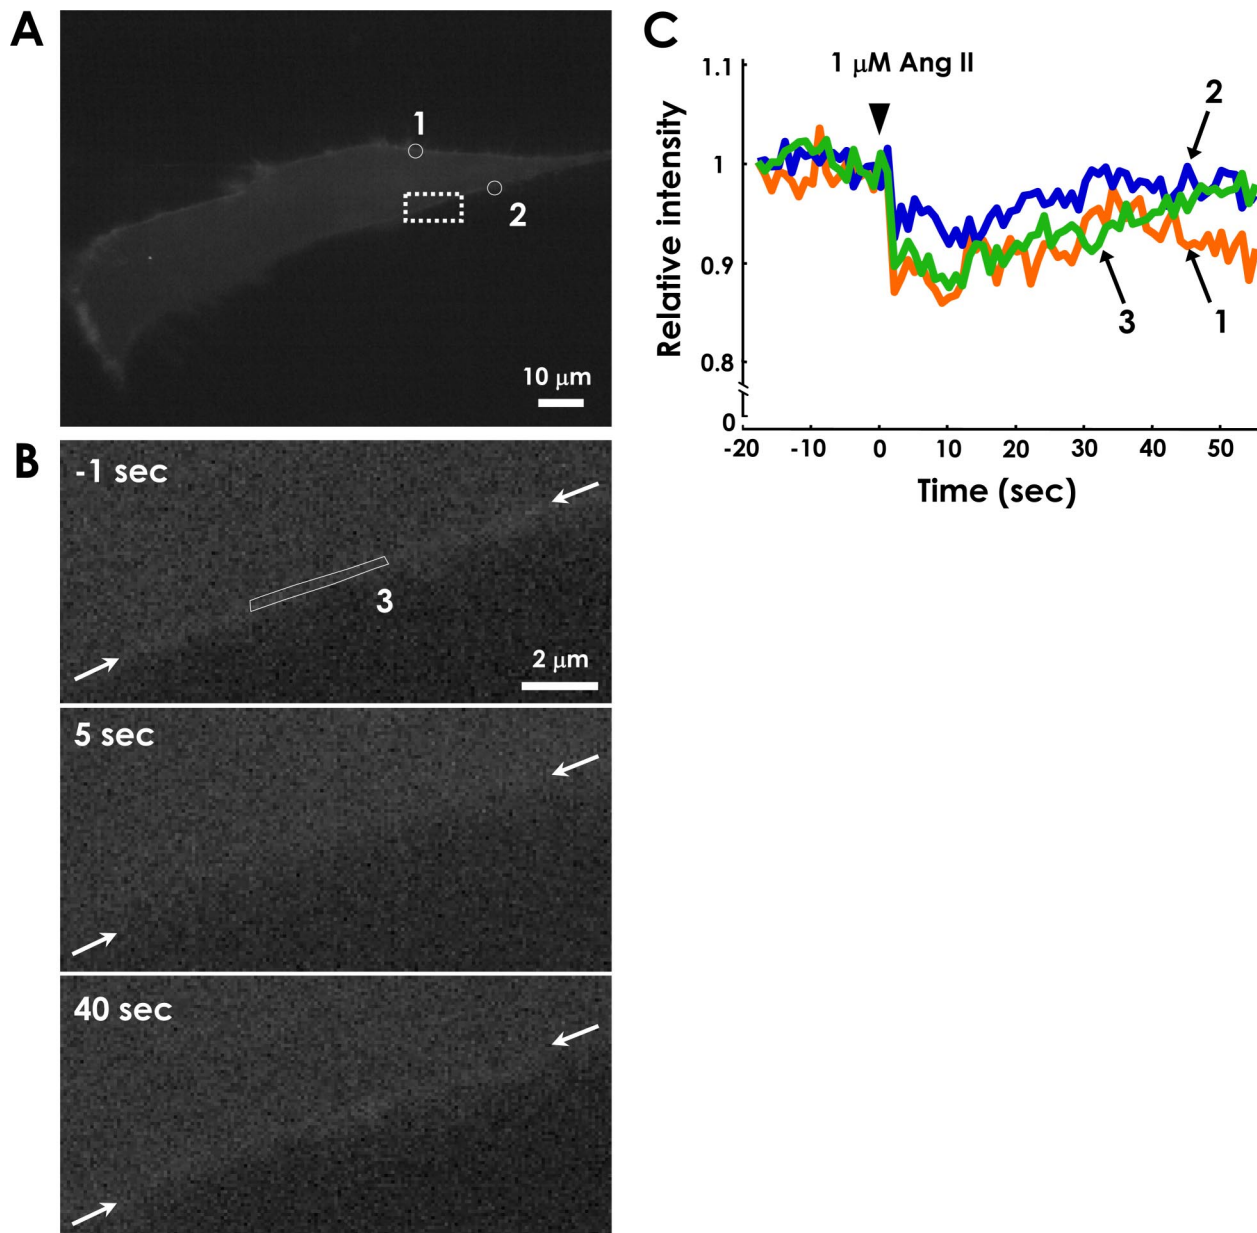 A
1
2
10 μm
B
-1 sec
3
2 μm
5 sec
40 sec
C
1 μM Ang II
Relative intensity
1.1
1
0.9
0.8
0
2
3
1
-20 -10 0 10 20 30 40 50
Time (sec)